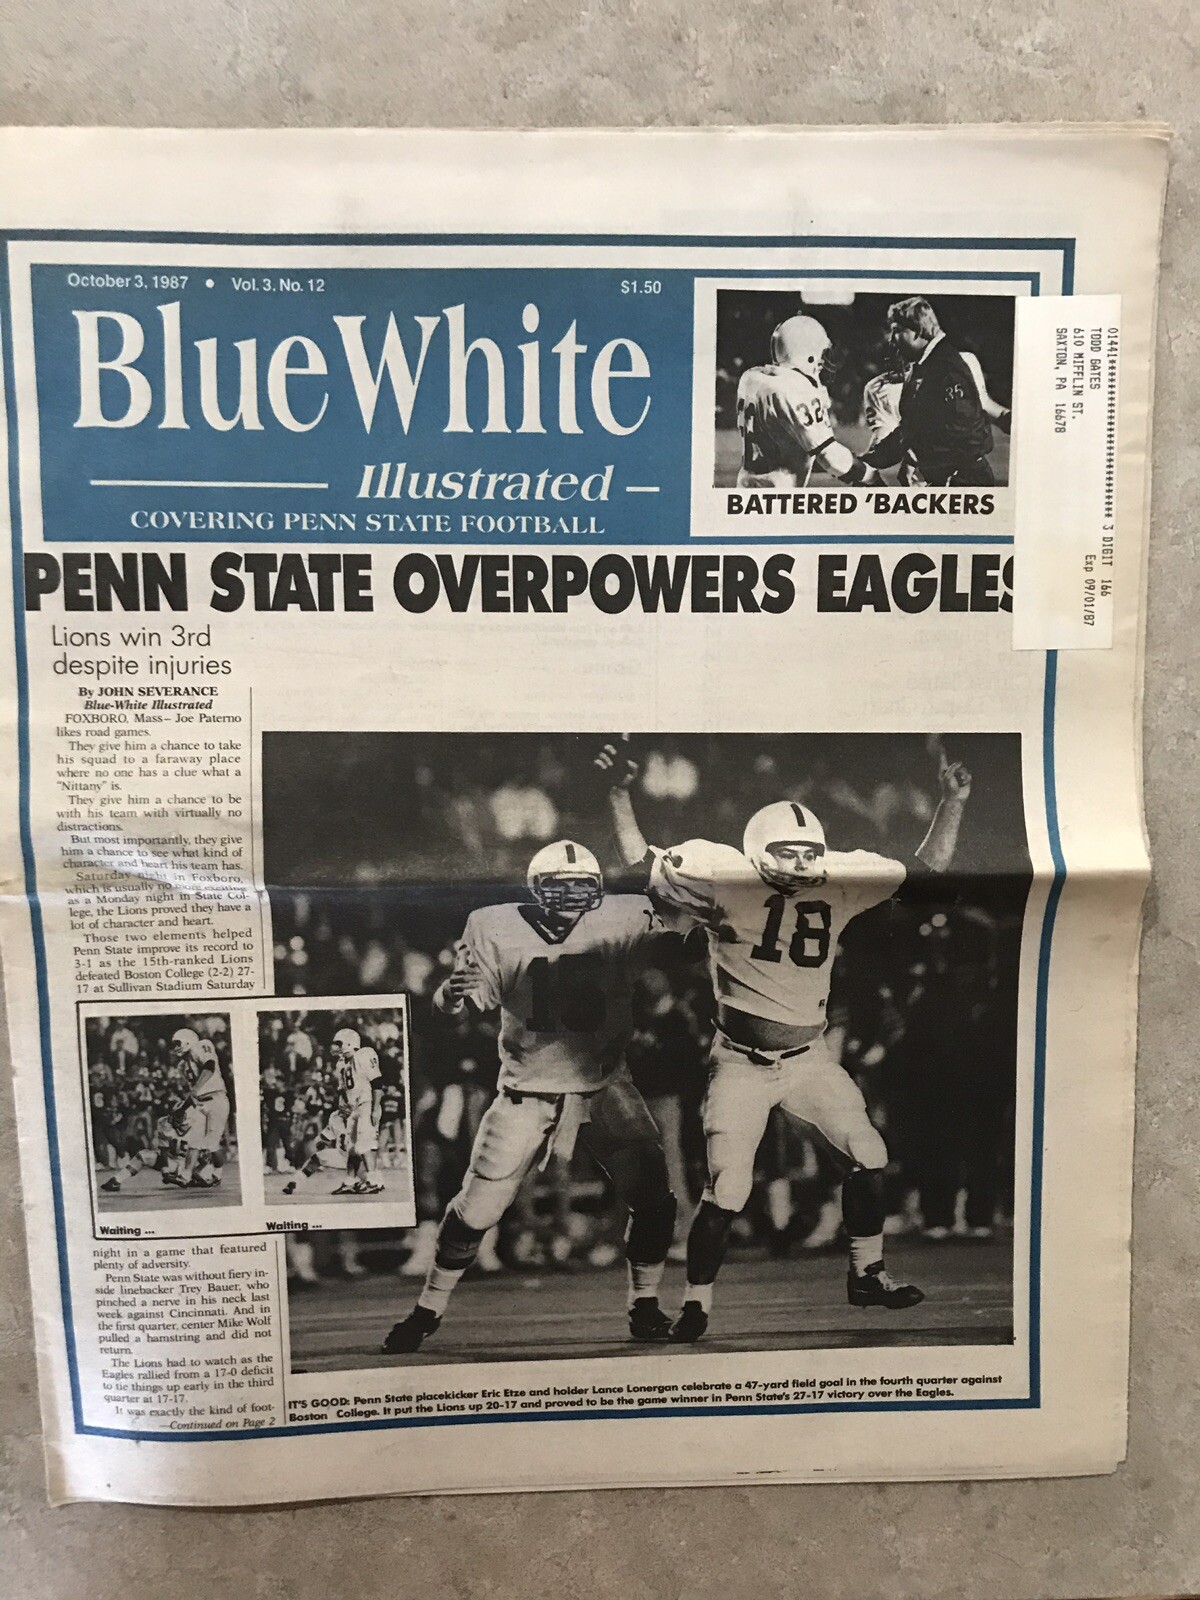 October 3, 1987 • Vol. 3, No. 12
$1.50
Blue White
Illustrated
COVERING PENN STATE FOOTBALL
32
35
BATTERED 'BACKERS
01441******************** 3 DIGIT 166
TODD GATES
610 MIFFLIN ST.
SAXTON, PA 16678
Exp 09/01/87
PENN STATE OVERPOWERS EAGLES
Lions win 3rd
despite injuries
By JOHN SEVERANCE
Blue-White Illustrated
FOXBORO, Mass— Joe Paterno
likes road games.
They give him a chance to take
his squad to a faraway place
where no one has a clue what a
"Nittany" is.
They give him a chance to be
with his team with virtually no
distractions.
But most importantly, they give
him a chance to see what kind of
character and heart his team has.
Saturday night in Foxboro,
which is usually no more exciting
as a Monday night in State Col-
lege, the Lions proved they have a
lot of character and heart.
Those two elements helped
Penn State improve its record to
3-1 as the 15th-ranked Lions
defeated Boston College (2-2) 27-
17 at Sullivan Stadium Saturday
Waiting ...
Waiting ...
night in a game that featured
plenty of adversity.
Penn State was without fiery in-
side linebacker Trey Bauer, who
pinched a nerve in his neck last
week against Cincinnati. And in
the first quarter, center Mike Wolf
pulled a hamstring and did not
return.
The Lions had to watch as the
Eagles rallied from a 17-0 deficit
to tie things up early in the third
quarter at 17-17.
It was exactly the kind of foot-
—Continued on Page 2
18
IT'S GOOD: Penn State placekicker Eric Etze and holder Lance Lonergan celebrate a 47-yard field goal in the fourth quarter against
Boston College. It put the Lions up 20-17 and proved to be the game winner in Penn State's 27-17 victory over the Eagles.